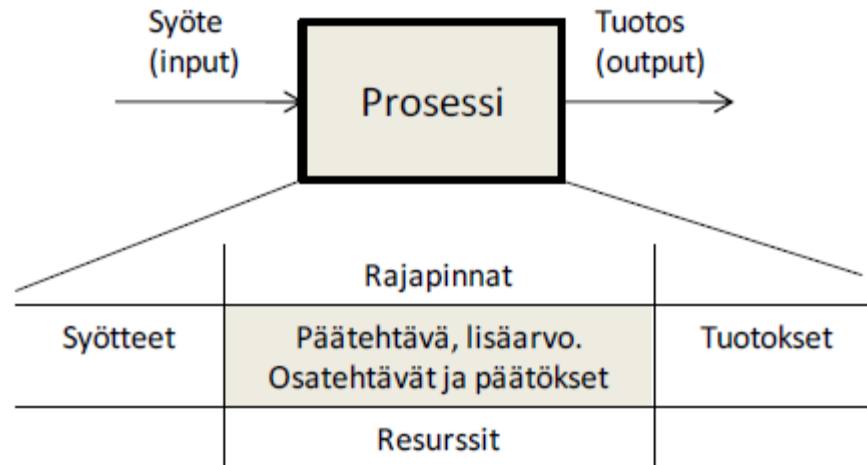 Syöte
(input)
Tuotos
(output)
Prosessi
Rajapinnat
Syötteet
Päätehtävä, lisäarvo.
Osatehtävät ja päätökset
Tuotokset
Resurssit